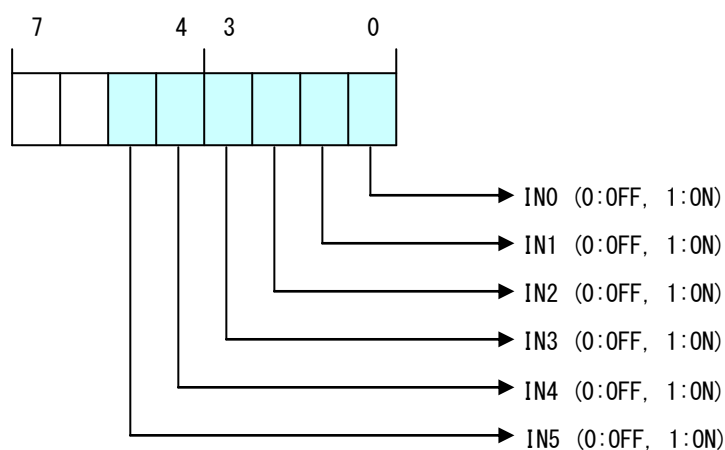 7 4 3 0
IN0 (0:OFF, 1:ON)
IN1 (0:OFF, 1:ON)
IN2 (0:OFF, 1:ON)
IN3 (0:OFF, 1:ON)
IN4 (0:OFF, 1:ON)
IN5 (0:OFF, 1:ON)